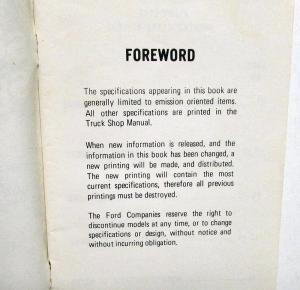 FOREWORD
The specifications appearing in this book are
generally limited to emission oriented items.
All other specifications are printed in the
Truck Shop Manual.
When new information is released, and the
information in this book has been changed, a
new printing will be made, and distributed.
The new printing will contain the most
current specifications, therefore all previous
printings must be destroyed.
The Ford Companies reserve the right to
discontinue models at any time, or to change
specifications or design, without notice and
without incurring obligation.